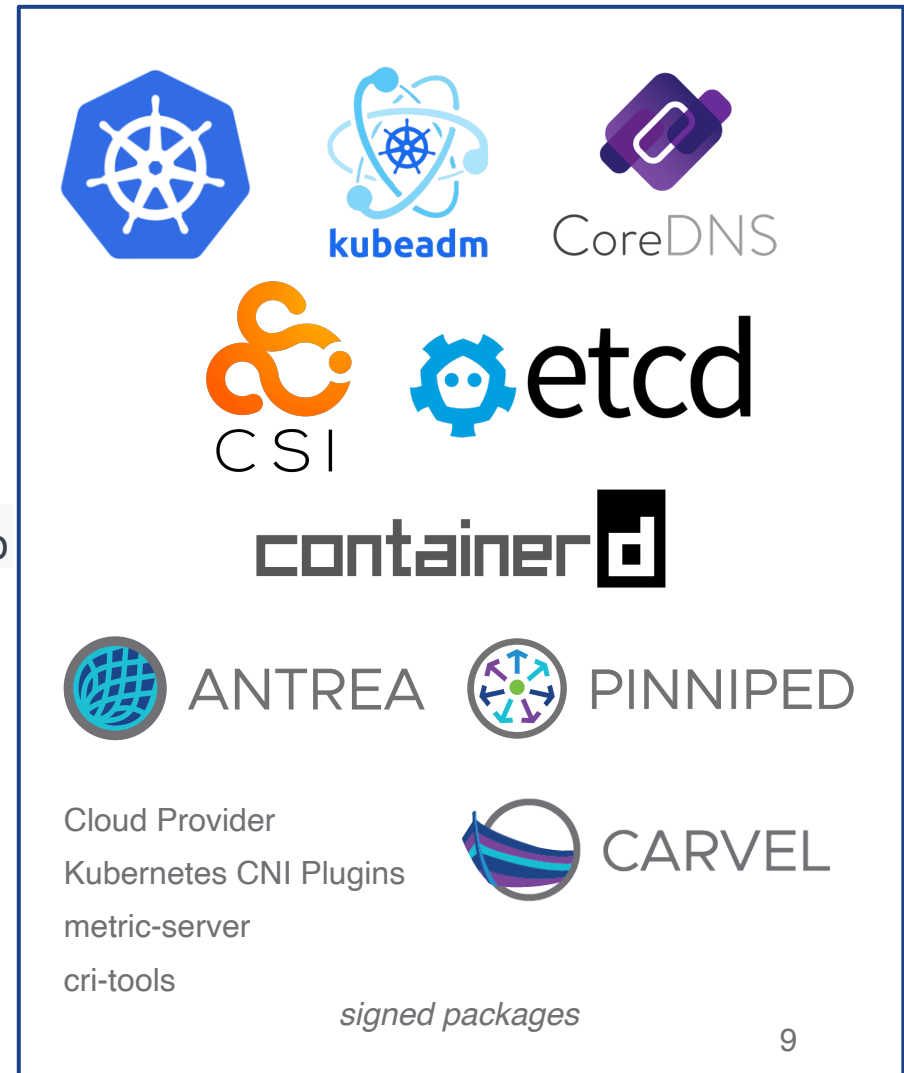 kubeadm
CoreDNS
CSI
etcd
containerd
ANTREA
PINNIPED
Cloud Provider
CARVEL
Kubernetes CNI Plugins
metric-server
cri-tools
signed packages
9